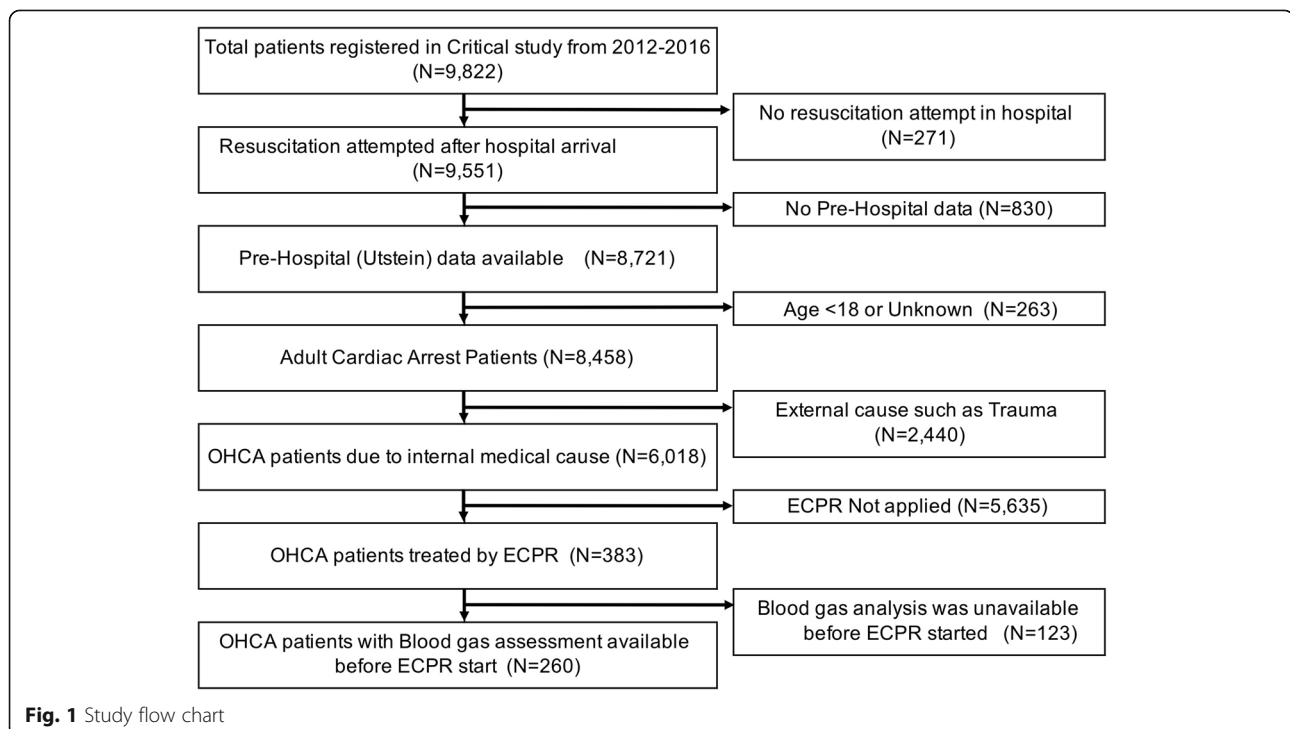 Total patients registered in Critical study from 2012-2016
(N=9,822)
No resuscitation attempt in hospital
(N=271)
Resuscitation attempted after hospital arrival
(N=9,551)
No Pre-Hospital data (N=830)
Pre-Hospital (Utstein) data available (N=8,721)
Age <18 or Unknown (N=263)
Adult Cardiac Arrest Patients (N=8,458)
External cause such as Trauma
(N=2,440)
OHCA patients due to internal medical cause (N=6,018)
ECPR Not applied (N=5,635)
OHCA patients treated by ECPR (N=383)
Blood gas analysis was unavailable
before ECPR started (N=123)
OHCA patients with Blood gas assessment available
before ECPR start (N=260)
Fig. 1 Study flow chart